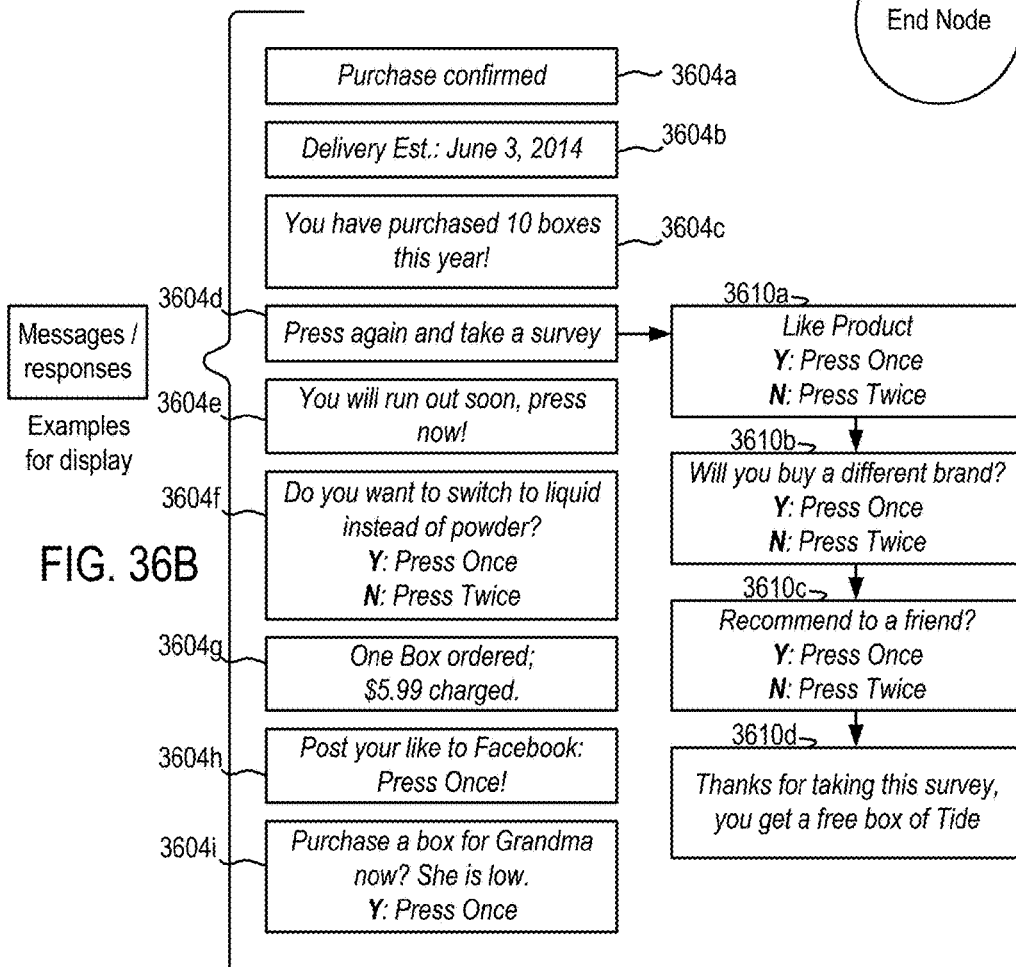 End Node
Purchase confirmed
3604a
Delivery Est.: June 3, 2014
3604b
You have purchased 10 boxes
this year!
3604c
3604d
Press again and take a survey
Messages /
responses
Examples
for display
3604e
You will run out soon, press
now!
3604f
Do you want to switch to liquid
instead of powder?
Y: Press Once
N: Press Twice
FIG. 36B
3604g
One Box ordered;
$5.99 charged.
3604h
Post your like to Facebook:
Press Once!
3604i
Purchase a box for Grandma
now? She is low.
Y: Press Once
3610a
Like Product
Y: Press Once
N: Press Twice
3610b
Will you buy a different brand?
Y: Press Once
N: Press Twice
3610c
Recommend to a friend?
Y: Press Once
N: Press Twice
3610d
Thanks for taking this survey,
you get a free box of Tide